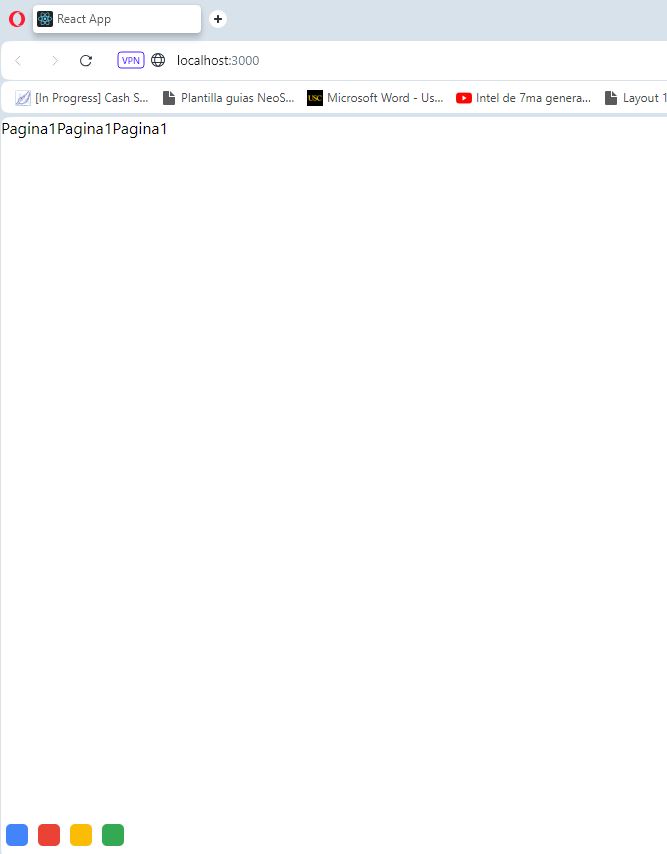 React App
VPN localhost:3000
[In Progress] Cash S... Plantilla guias NeoS... USC Microsoft Word - Us... Intel de 7ma genera... Layout 1
Pagina1Pagina1Pagina1